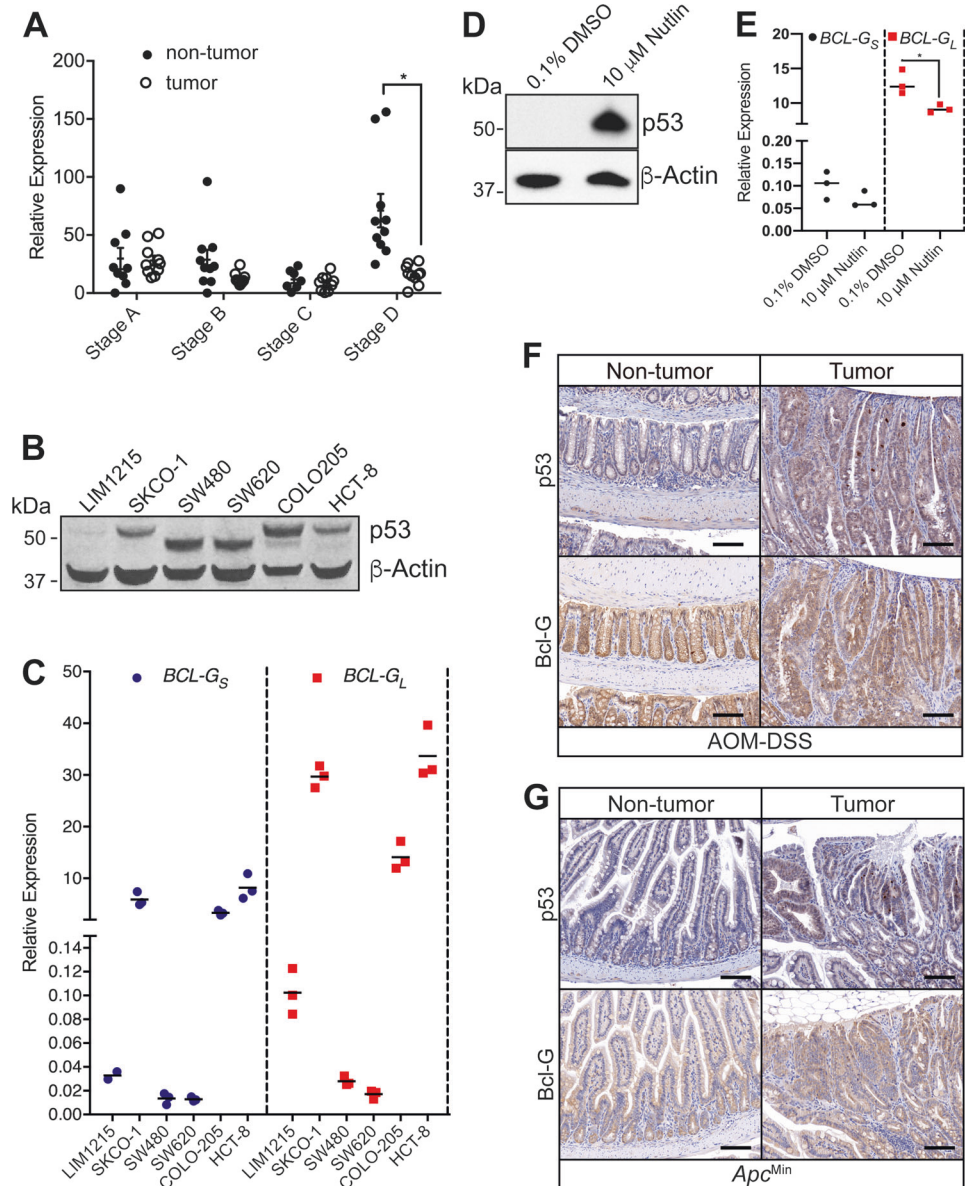 A
non-tumor
tumor
200
150
100
50
0
Relative Expression
*
Stage A
Stage B
Stage C
Stage D
B
kDa
LIM1215
SKCO-1
SW480
SW620
COLO205
HCT-8
50
37
p53
β-Actin
C
BCL-GS
BCL-GL
50
40
30
20
10
0.14
0.12
0.10
0.08
0.06
0.04
0.02
0.00
Relative Expression
LIM1215
SKCO-1
SW480
SW620
COLO-205
HCT-8
LIM1215
SKCO-1
SW480
SW620
COLO-205
HCT-8
D
kDa
0.1% DMSO
10 μM Nutlin
50
37
p53
β-Actin
E
BCL-GS
BCL-GL
20
15
10
0.20
0.15
0.10
0.05
0.00
Relative Expression
*
0.1% DMSO
10 μM Nutlin
0.1% DMSO
10 μM Nutlin
F
Non-tumor
Tumor
p53
Bcl-G
AOM-DSS
G
Non-tumor
Tumor
p53
Bcl-G
ApcMin